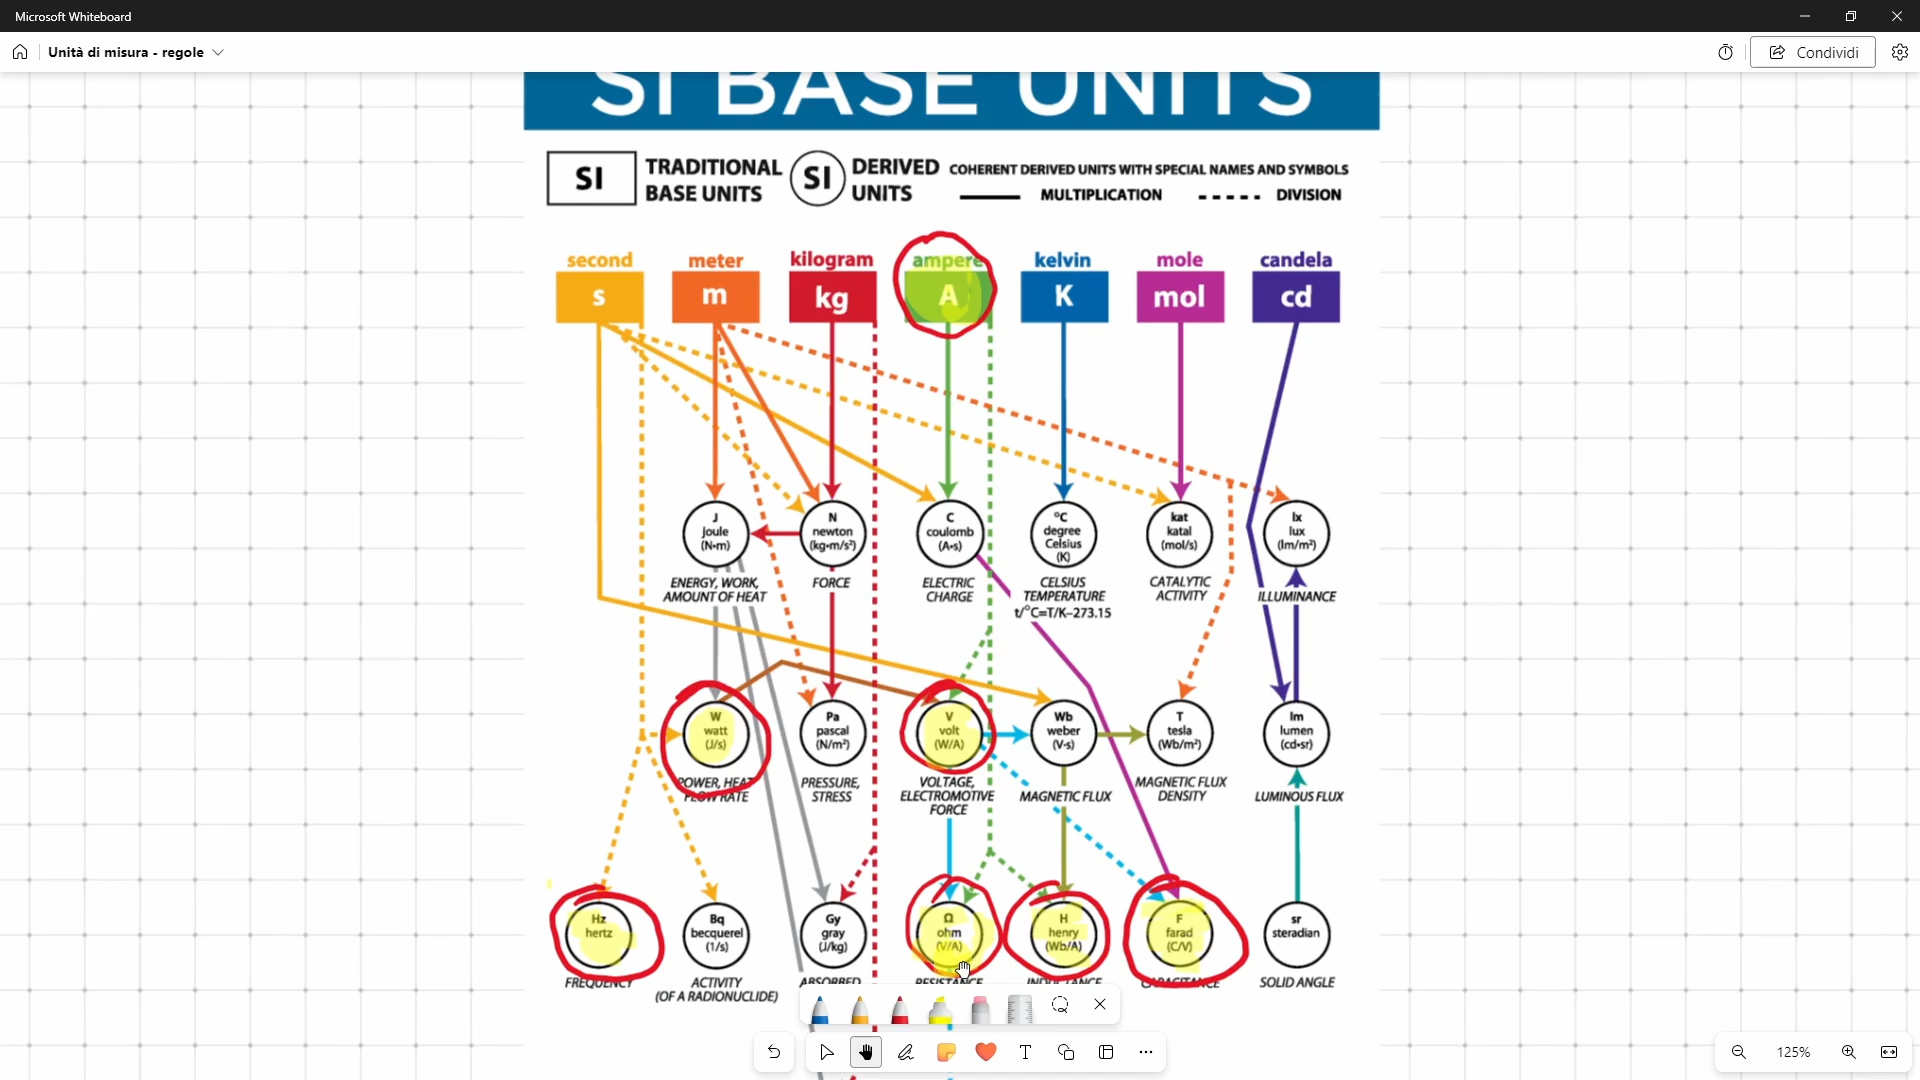 Microsoft Whiteboard
Unità di misura - regole
Condividi
SI BASE UNITS
SI
TRADITIONAL
BASE UNITS
SI
DERIVED
UNITS
COHERENT DERIVED UNITS WITH SPECIAL NAMES AND SYMBOLS
MULTIPLICATION
DIVISION
second
meter
kilogram
ampere
kelvin
mole
candela
s
m
kg
A
K
mol
cd
J
joule
(N•m)
ENERGY, WORK,
AMOUNT OF HEAT
N
newton
(kg•m/s²)
FORCE
C
coulomb
(A•s)
ELECTRIC
CHARGE
°C
degree
Celsius
(K)
CELSIUS
TEMPERATURE
t/°C=T/K–273.15
kat
katal
(mol/s)
CATALYTIC
ACTIVITY
lx
lux
(lm/m²)
ILLUMINANCE
W
watt
(J/s)
POWER, HEAT
FLOW RATE
Pa
pascal
(N/m²)
PRESSURE,
STRESS
V
volt
(W/A)
VOLTAGE,
ELECTROMOTIVE
FORCE
Wb
weber
(V•s)
MAGNETIC FLUX
T
tesla
(Wb/m²)
MAGNETIC FLUX
DENSITY
lm
lumen
(cd•sr)
LUMINOUS FLUX
Hz
hertz
FREQUENCY
Bq
becquerel
(1/s)
ACTIVITY
(OF A RADIONUCLIDE)
Gy
gray
(J/kg)
ABSORBED
Ω
ohm
(V/A)
RESISTANCE
H
henry
(Wb/A)
INDUCTANCE
F
farad
(C/V)
CAPACITANCE
sr
steradian
SOLID ANGLE
125%